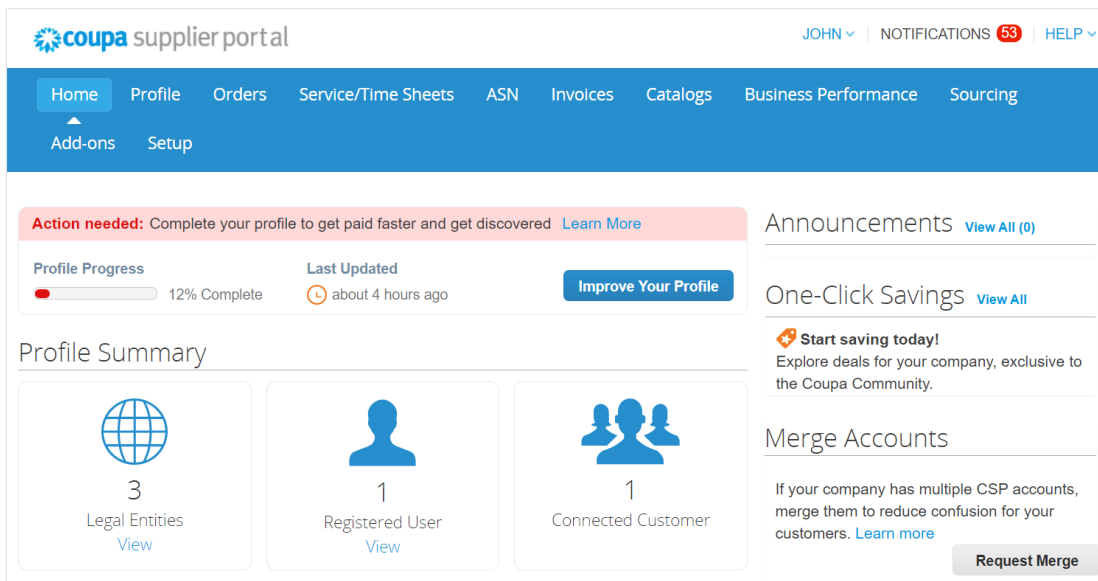 coupa supplier portal
JOHN NOTIFICATIONS 53 HELP
Home Profile Orders Service/Time Sheets ASN Invoices Catalogs Business Performance Sourcing
Add-ons Setup
Action needed: Complete your profile to get paid faster and get discovered Learn More
Profile Progress
12% Complete
Last Updated
about 4 hours ago
Improve Your Profile
Profile Summary
3
Legal Entities
View
1
Registered User
View
1
Connected Customer
Announcements View All (0)
One-Click Savings View All
Start saving today!
Explore deals for your company, exclusive to
the Coupa Community.
Merge Accounts
If your company has multiple CSP accounts,
merge them to reduce confusion for your
customers. Learn more
Request Merge